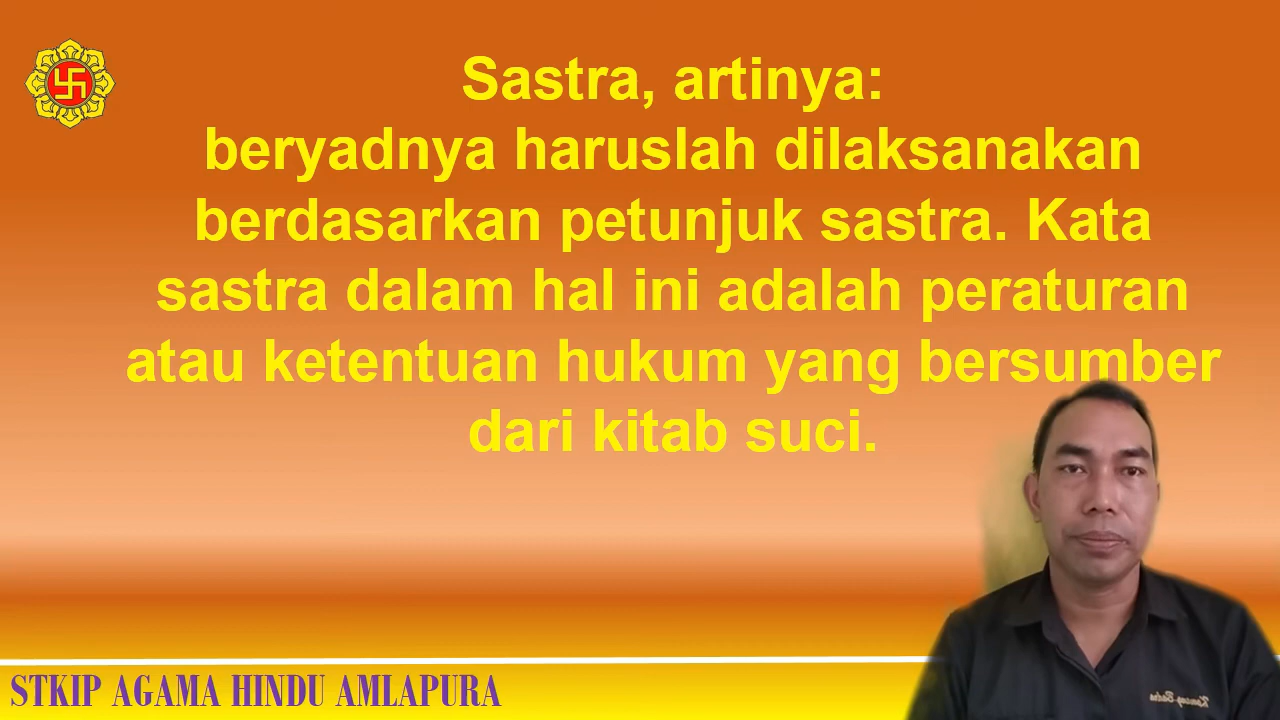 Sastra, artinya:
beryadnya haruslah dilaksanakan
berdasarkan petunjuk sastra. Kata
sastra dalam hal ini adalah peraturan
atau ketentuan hukum yang bersumber
dari kitab suci.
STKIP AGAMA HINDU AMLAPURA